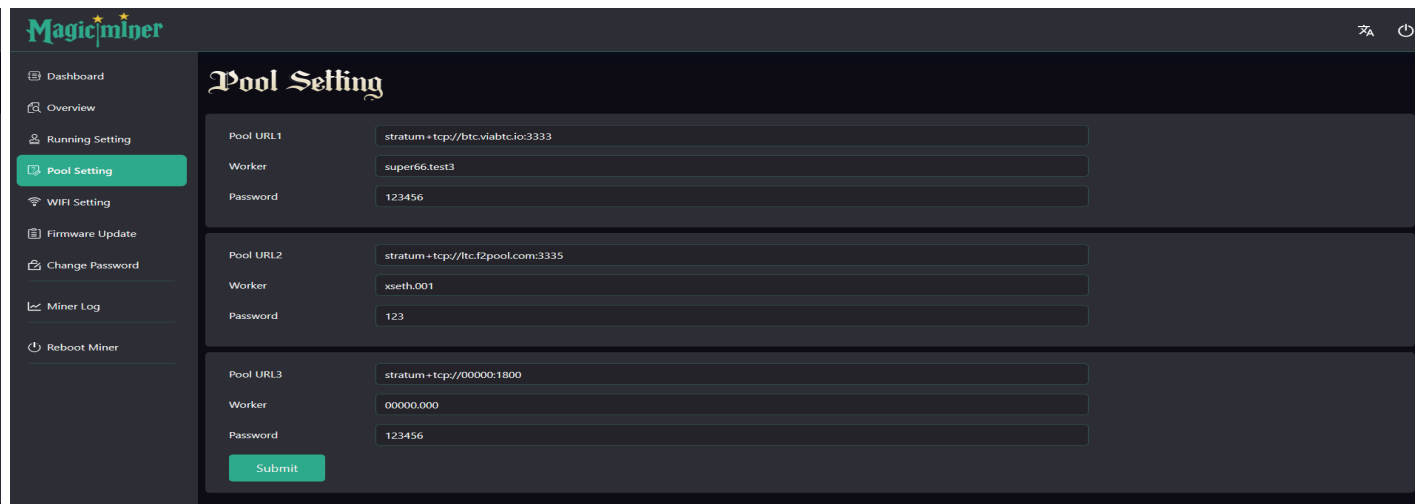 Magicminer
Dashboard
Overview
Running Setting
Pool Setting
WIFI Setting
Firmware Update
Change Password
Miner Log
Reboot Miner
Pool Setting
Pool URL1 stratum+tcp://btc.viabtc.io:3333
Worker super66.test3
Password 123456
Pool URL2 stratum+tcp://ltc.f2pool.com:3335
Worker xseth.001
Password 123
Pool URL3 stratum+tcp://00000:1800
Worker 00000.000
Password 123456
Submit